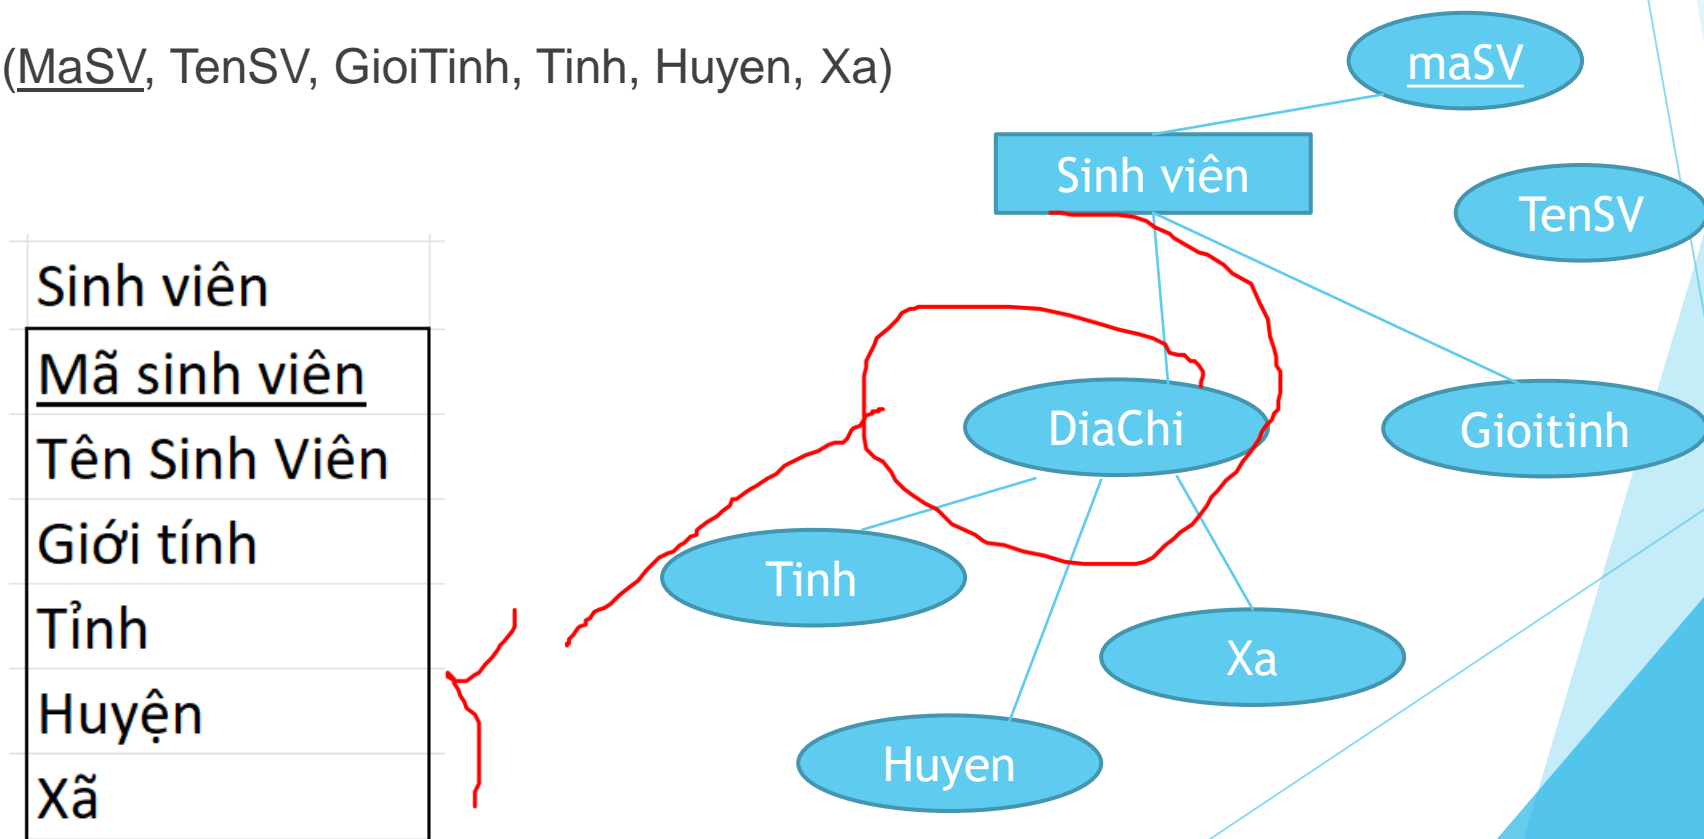 (MaSV, TenSV, GioiTinh, Tinh, Huyen, Xa)
maSV
Sinh viên
TenSV
DiaChi
Gioitinh
Tinh
Xa
Huyen
Sinh viên
Mã sinh viên
Tên Sinh Viên
Giới tính
Tỉnh
Huyện
Xã